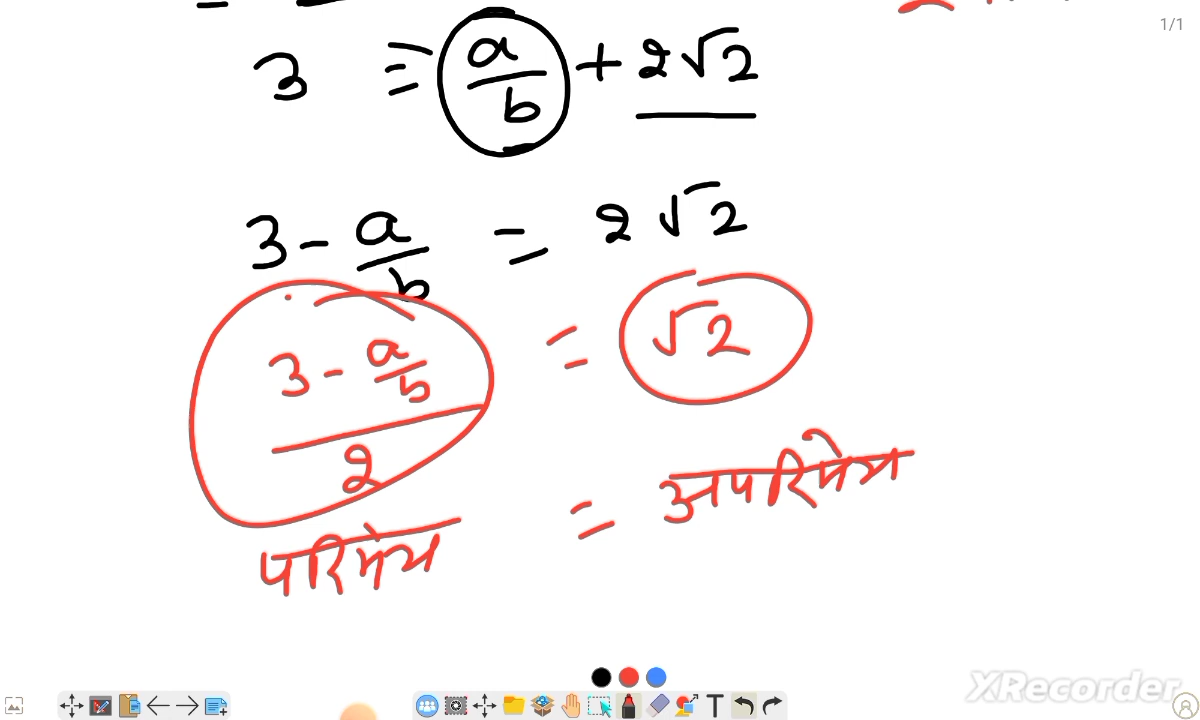 1/1
3 = a/b + 2√2
3 - a/b = 2√2
(3 - a/b)/2 = √2
परिमेय = अपरिमेय
T
XRecorder